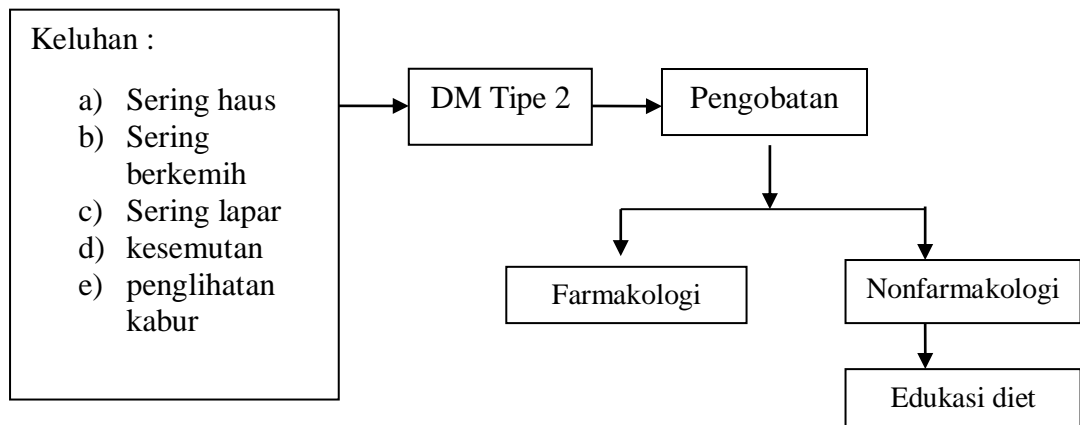 Keluhan :
a) Sering haus
b) Sering
berkemih
c) Sering lapar
d) kesemutan
e) penglihatan
kabur
DM Tipe 2
Pengobatan
Farmakologi
Nonfarmakologi
Edukasi diet